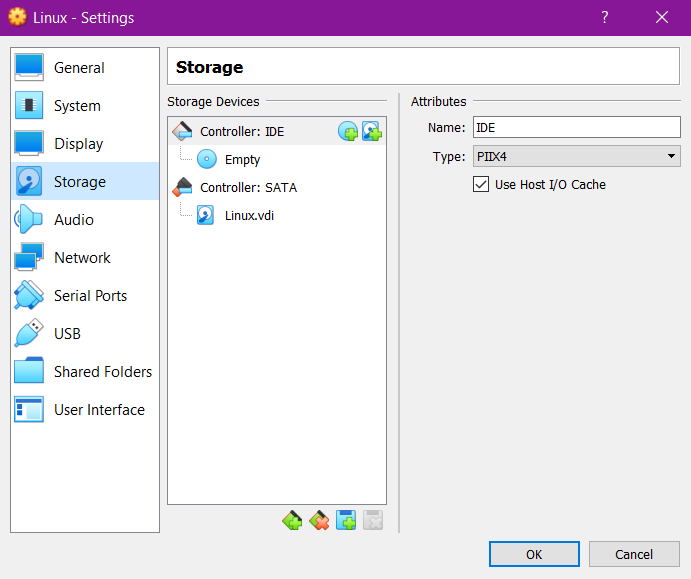 Linux - Settings
?
General
System
Display
Storage
Audio
Network
Serial Ports
USB
Shared Folders
User Interface
Storage
Storage Devices
Controller: IDE
Empty
Controller: SATA
Linux.vdi
Attributes
Name: IDE
Type: PIIX4
Use Host I/O Cache
OK Cancel